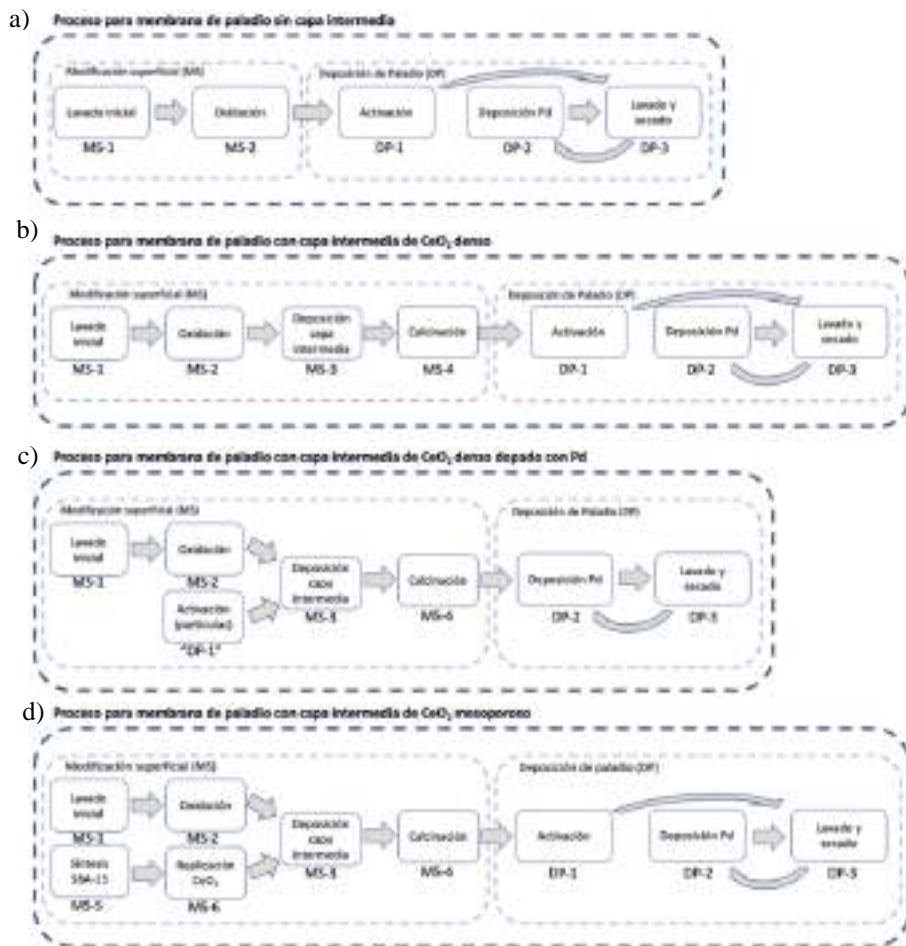 a) Proceso para membrana de paladio sin capa intermedia
Modificación superficial (MS)
Deposición de Paladio (DP)
Lavado inicial
MS-1
Oxidación
MS-2
Activación
DP-1
Deposición Pd
DP-2
Lavado y
secado
DP-3
b) Proceso para membrana de paladio con capa intermedia de CeO₂ denso
Modificación superficial (MS)
Deposición de Paladio (DP)
Lavado
inicial
MS-1
Oxidación
MS-2
Deposición
capa
intermedia
MS-3
Calcinación
MS-4
Activación
DP-1
Deposición Pd
DP-2
Lavado y
secado
DP-3
c) Proceso para membrana de paladio con capa intermedia de CeO₂ denso dopado con Pd
Modificación superficial (MS)
Deposición de Paladio (DP)
Lavado
inicial
MS-1
Oxidación
MS-2
Activación
(partículas)
"DP-1"
Deposición
capa
intermedia
MS-3
Calcinación
MS-4
Deposición Pd
DP-2
Lavado y
secado
DP-3
d) Proceso para membrana de paladio con capa intermedia de CeO₂ mesoporoso
Modificación superficial (MS)
Deposición de paladio (DP)
Lavado
inicial
MS-1
Oxidación
MS-2
Síntesis
SBA-15
MS-5
Replicación
CeO₂
MS-6
Deposición
capa
intermedia
MS-3
Calcinación
MS-4
Activación
DP-1
Deposición Pd
DP-2
Lavado y
secado
DP-3